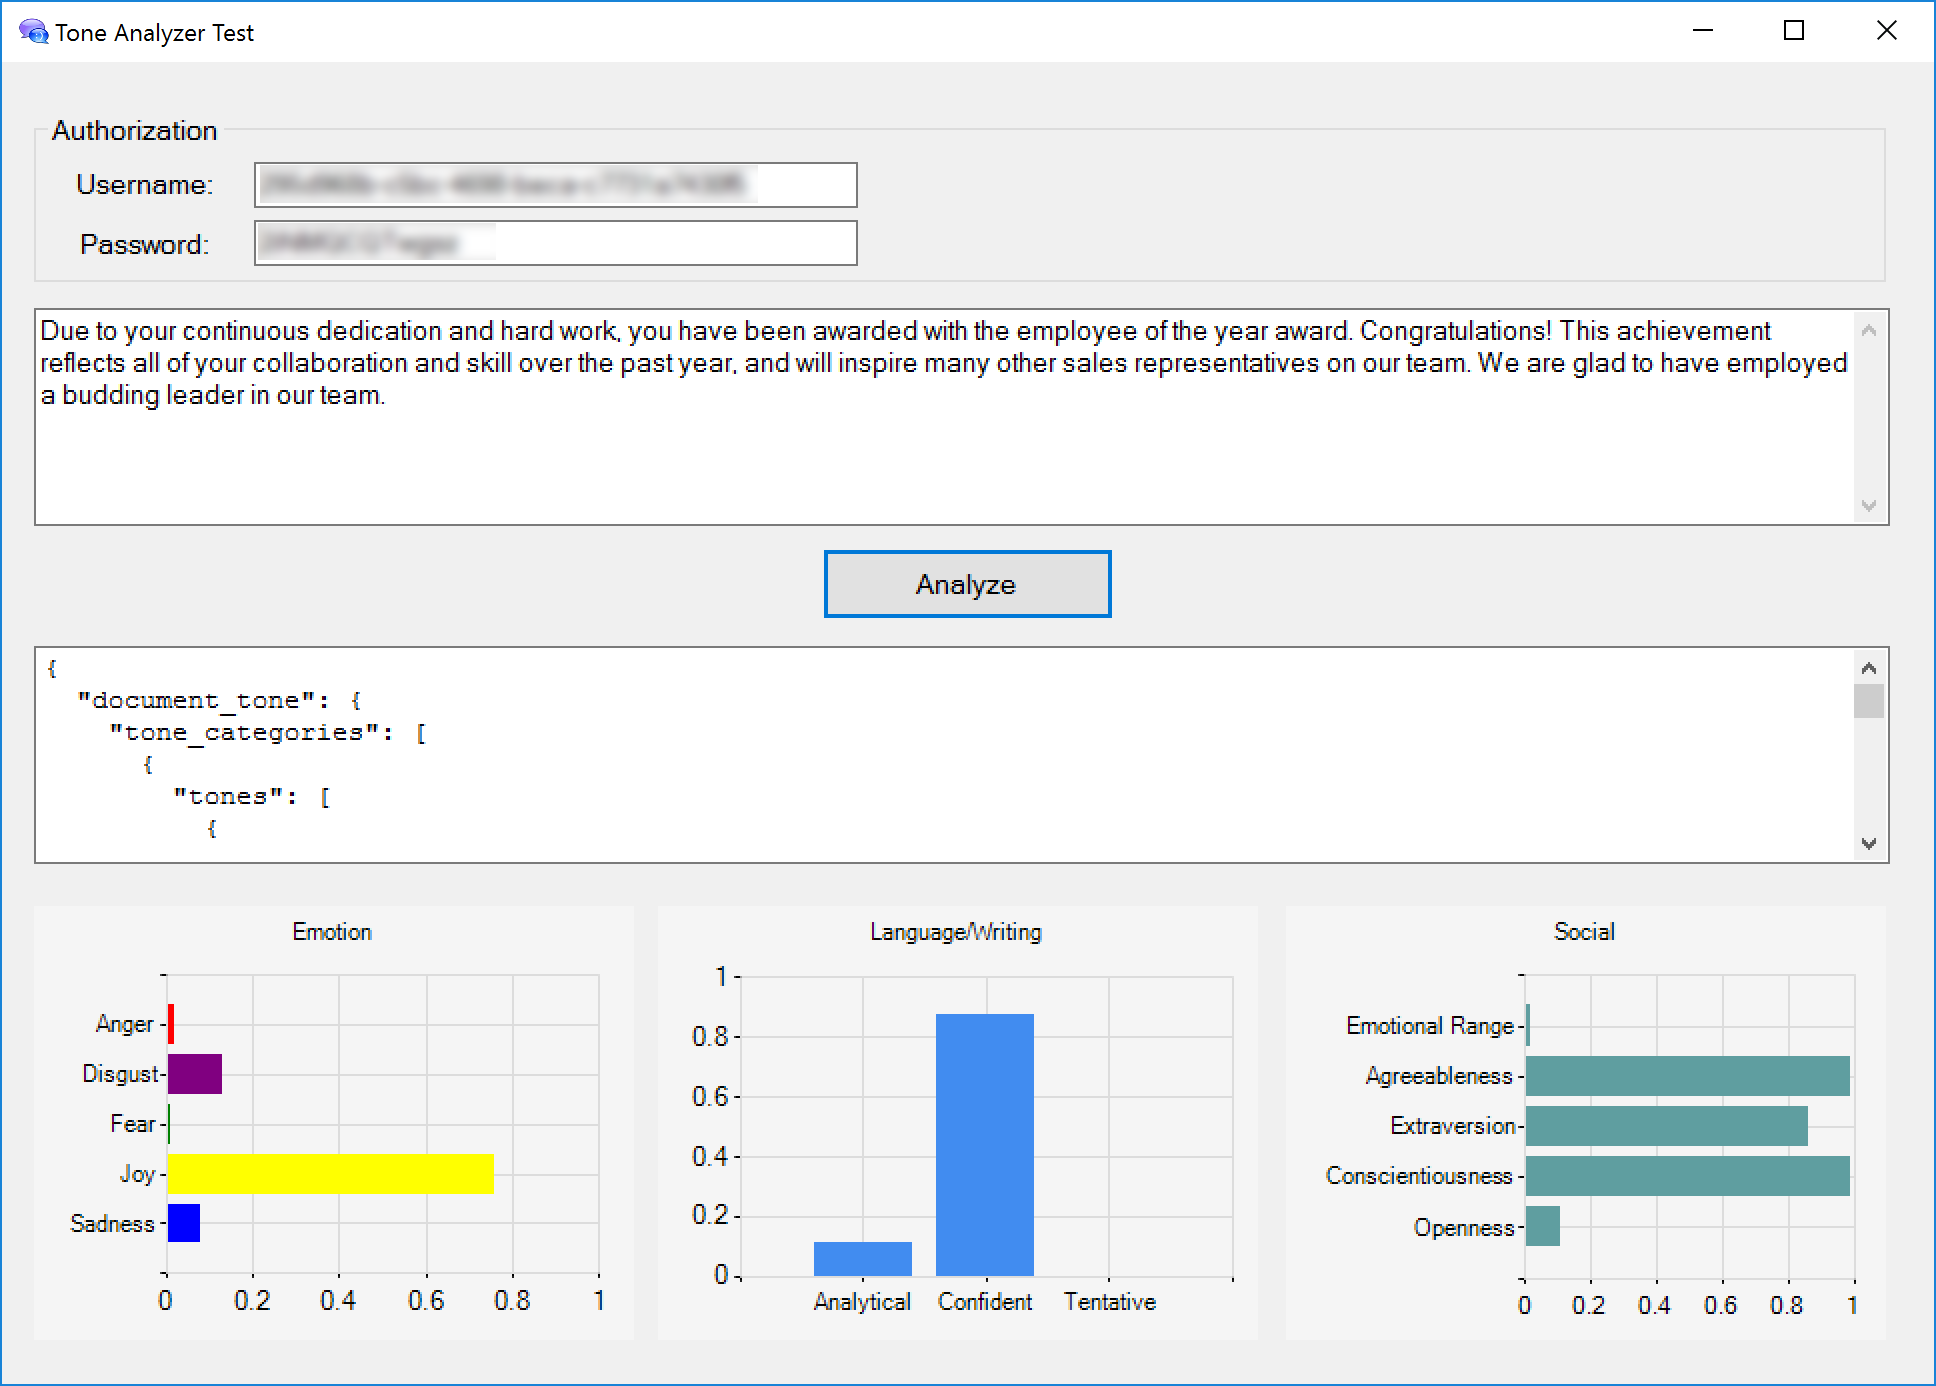 Tone Analyzer Test
Authorization
Username:
Password:
Due to your continuous dedication and hard work, you have been awarded with the employee of the year award. Congratulations! This achievement
reflects all of your collaboration and skill over the past year, and will inspire many other sales representatives on our team. We are glad to have employed
a budding leader in our team.
Analyze
{
"document_tone": {
"tone_categories": [
{
"tones": [
{
Emotion
Anger
Disgust
Fear
Joy
Sadness
0 0.2 0.4 0.6 0.8 1
Language/Writing
1
0.8
0.6
0.4
0.2
0
Analytical Confident Tentative
Social
Emotional Range
Agreeableness
Extraversion
Conscientiousness
Openness
0 0.2 0.4 0.6 0.8 1